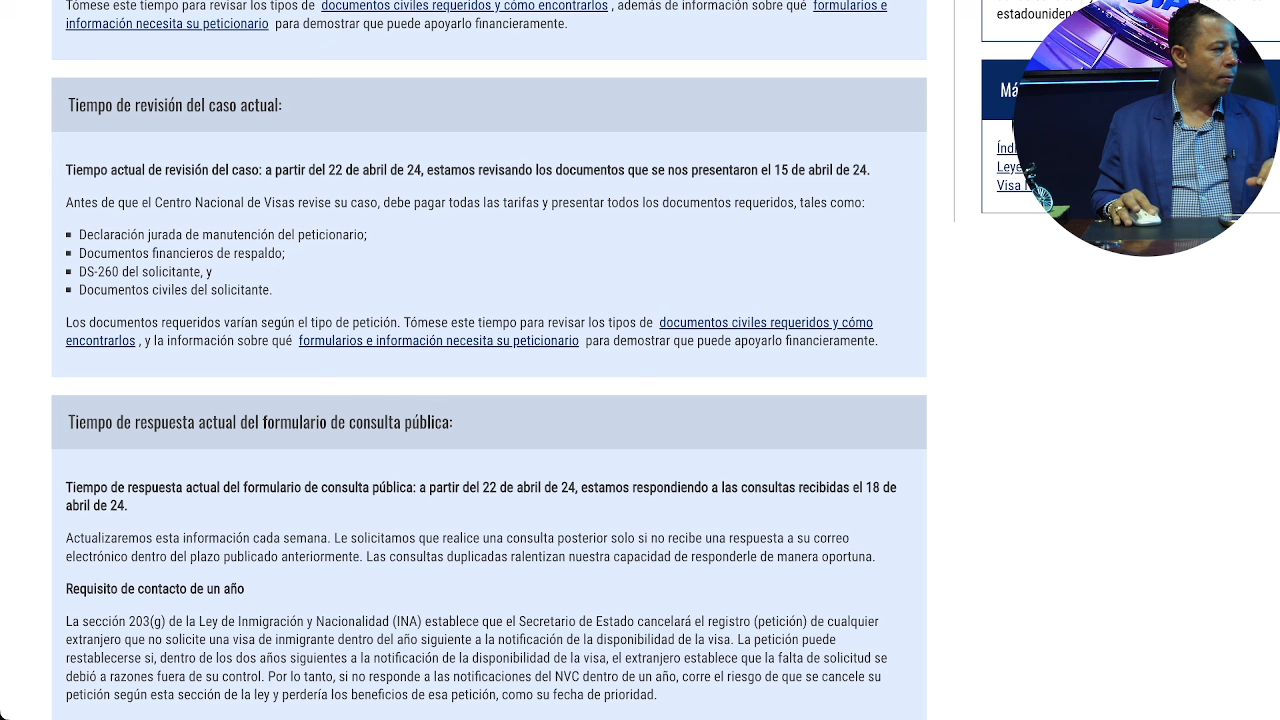 Tómese este tiempo para revisar los tipos de documentos civiles requeridos y cómo encontrarlos , además de información sobre qué formularios e
información necesita su peticionario para demostrar que puede apoyarlo financieramente.
Tiempo de revisión del caso actual:
Tiempo actual de revisión del caso: a partir del 22 de abril de 24, estamos revisando los documentos que se nos presentaron el 15 de abril de 24.
Antes de que el Centro Nacional de Visas revise su caso, debe pagar todas las tarifas y presentar todos los documentos requeridos, tales como:
Declaración jurada de manutención del peticionario;
Documentos financieros de respaldo;
DS-260 del solicitante, y
Documentos civiles del solicitante.
Los documentos requeridos varían según el tipo de petición. Tómese este tiempo para revisar los tipos de documentos civiles requeridos y cómo
encontrarlos , y la información sobre qué formularios e información necesita su peticionario para demostrar que puede apoyarlo financieramente.
Tiempo de respuesta actual del formulario de consulta pública:
Tiempo de respuesta actual del formulario de consulta pública: a partir del 22 de abril de 24, estamos respondiendo a las consultas recibidas el 18 de
abril de 24.
Actualizaremos esta información cada semana. Le solicitamos que realice una consulta posterior solo si no recibe una respuesta a su correo
electrónico dentro del plazo publicado anteriormente. Las consultas duplicadas ralentizan nuestra capacidad de responderle de manera oportuna.
Requisito de contacto de un año
La sección 203(g) de la Ley de Inmigración y Nacionalidad (INA) establece que el Secretario de Estado cancelará el registro (petición) de cualquier
extranjero que no solicite una visa de inmigrante dentro del año siguiente a la notificación de la disponibilidad de la visa. La petición puede
restablecerse si, dentro de los dos años siguientes a la notificación de la disponibilidad de la visa, el extranjero establece que la falta de solicitud se
debió a razones fuera de su control. Por lo tanto, si no responde a las notificaciones del NVC dentro de un año, corre el riesgo de que se cancele su
petición según esta sección de la ley y perdería los beneficios de esa petición, como su fecha de prioridad.
Visa